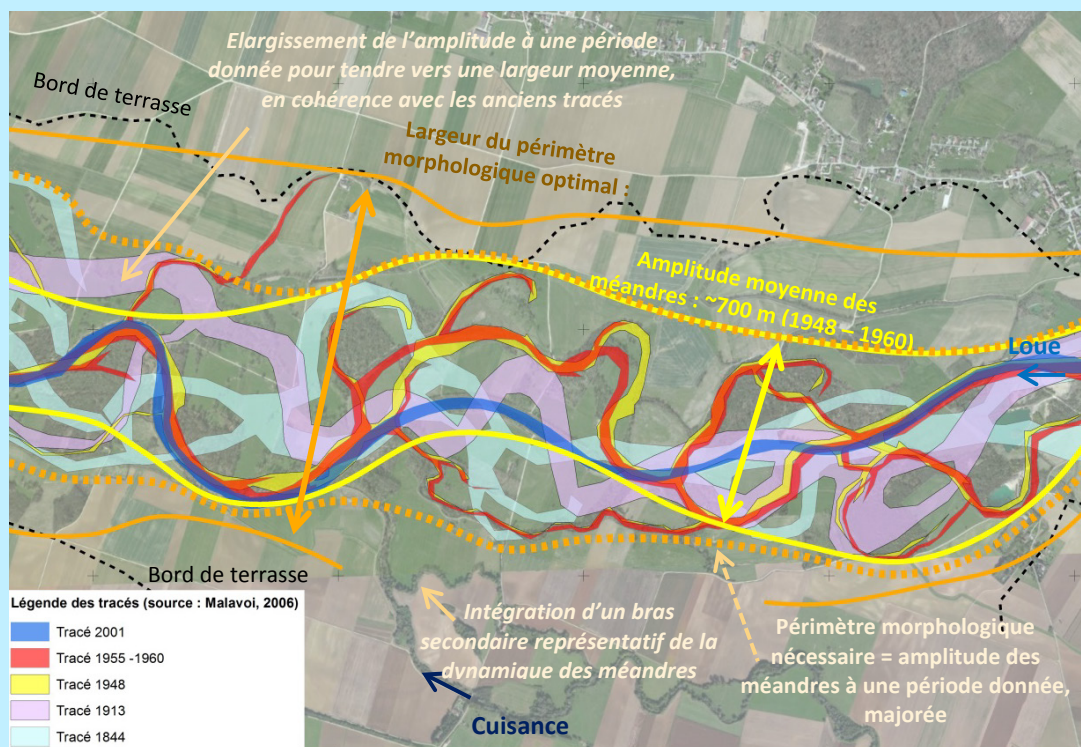 Elargissement de l’amplitude à une période
donnée pour tendre vers une largeur moyenne,
en cohérence avec les anciens tracés
Bord de terrasse
Largeur du périmètre
morphologique optimal :
Amplitude moyenne des
méandres : ~700 m (1948 – 1960)
Loue
Bord de terrasse
Légende des tracés (source : Malavoi, 2006)
Tracé 2001
Tracé 1955 -1960
Tracé 1948
Tracé 1913
Tracé 1844
Intégration d’un bras
secondaire représentatif de la
dynamique des méandres
Cuisance
Périmètre morphologique
nécessaire = amplitude des
méandres à une période donnée,
majorée